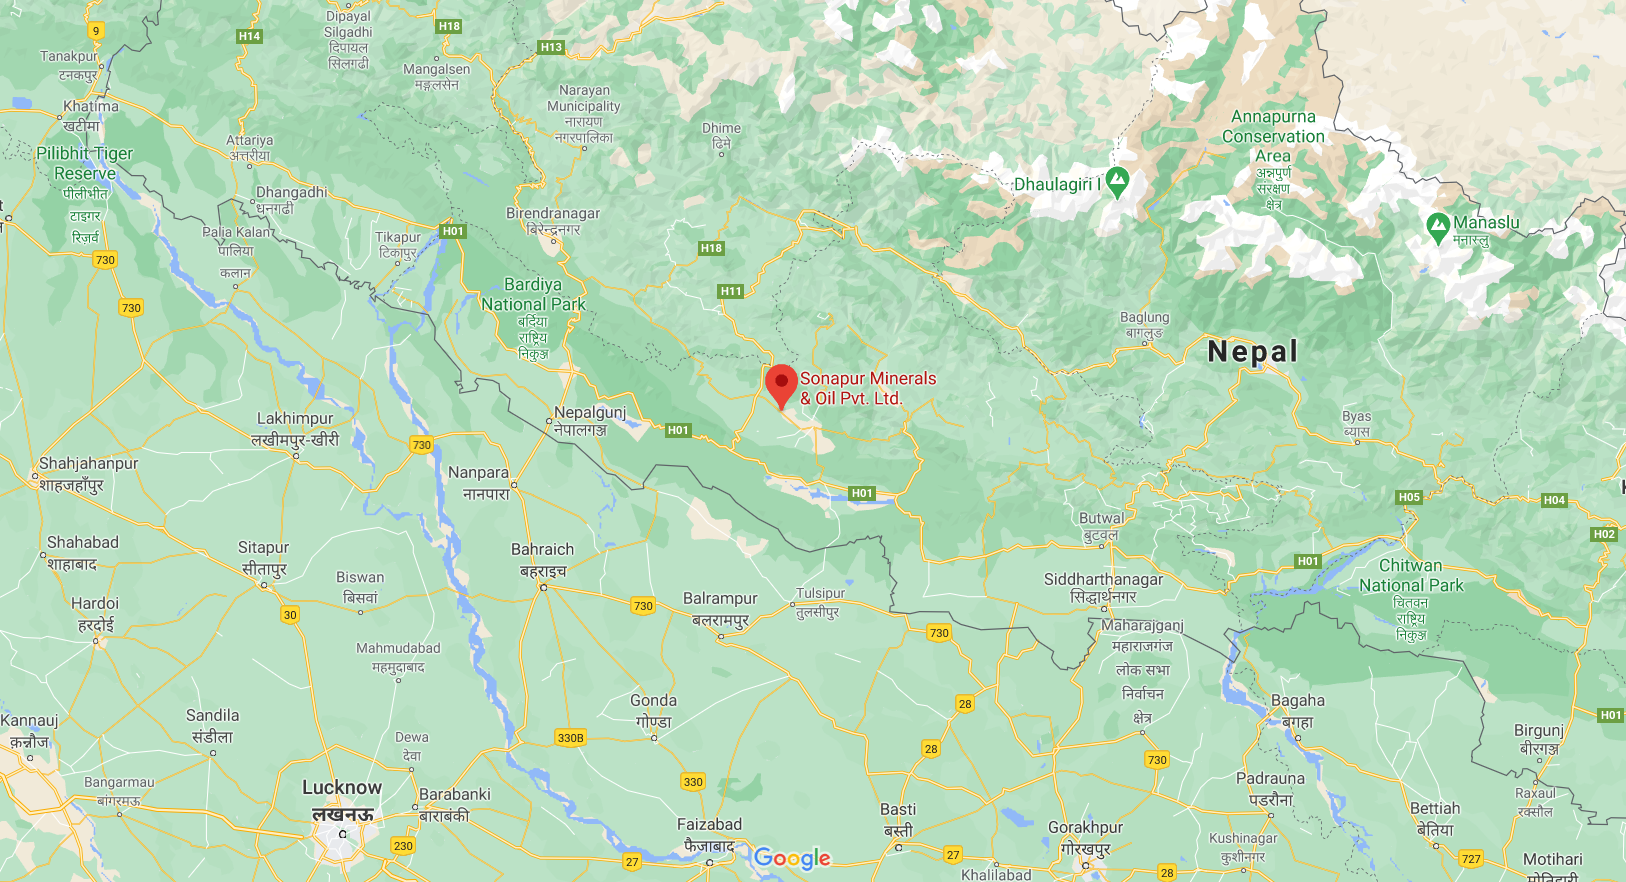 9
Dipayal
Silgadhi
दिपायल
सिलगढी
H14
H18
H13
Tanakpur
टनकपुर
Mangalsen
मङ्गलसेन
Narayan
Municipality
नारायण
नगरपालिका
Khatima
खटीमा
Attariya
अत्तरीया
Dhime
ढिमे
Annapurna
Conservation
Area
अन्नपुर्ण
संरक्षण
क्षेत्र
Pilibhit Tiger
Reserve
पीलीभीत
टाइगर
रिज़र्व
Dhangadhi
धनगढी
Dhaulagiri I
Manaslu
मनास्लु
Birendranagar
बिरेन्द्रनगर
Palia Kalan
पालिया
कलान
Tikapur
टिकापुर
H01
H18
730
730
H11
Bardiya
National Park
बर्दिया
राष्ट्रिय
निकुञ्ज
Baglung
बागलुङ
Nepal
Sonapur Minerals
& Oil Pvt. Ltd.
Nepalgunj
नेपालगञ्ज
Lakhimpur
लखीमपुर-खीरी
730
H01
Byas
ब्यास
Shahjahanpur
शाहजहाँपुर
Nanpara
नानपारा
H01
H05
H04
Butwal
बुटवल
H02
Shahabad
शाहाबाद
Sitapur
सीतापुर
Bahraich
बहराइच
H01
Chitwan
National Park
चितवन
राष्ट्रिय
निकुञ्ज
Biswan
बिसवां
Siddharthanagar
सिद्धार्थनगर
Hardoi
हरदोई
30
730
Balrampur
बलरामपुर
Tulsipur
तुलसीपुर
730
Maharajganj
महाराजगंज
लोक सभा
निर्वाचन
क्षेत्र
Mahmudabad
महमुदाबाद
Gonda
गोण्डा
28
Bagaha
बगहा
H01
Kannauj
क़न्नौज
Sandila
संडीला
Dewa
देवा
330B
28
730
Birgunj
बीरगञ्ज
Bangarmau
बांगरमऊ
Lucknow
लखनऊ
Barabanki
बाराबंकी
330
Padrauna
पडरौना
Raxaul
रक्सौल
Basti
बस्ती
Bettiah
बेतिया
Faizabad
फैजाबाद
Gorakhpur
गोरखपुर
Kushinagar
कुशीनगर
230
27
Google
27
28
727
Motihari
Khalilabad